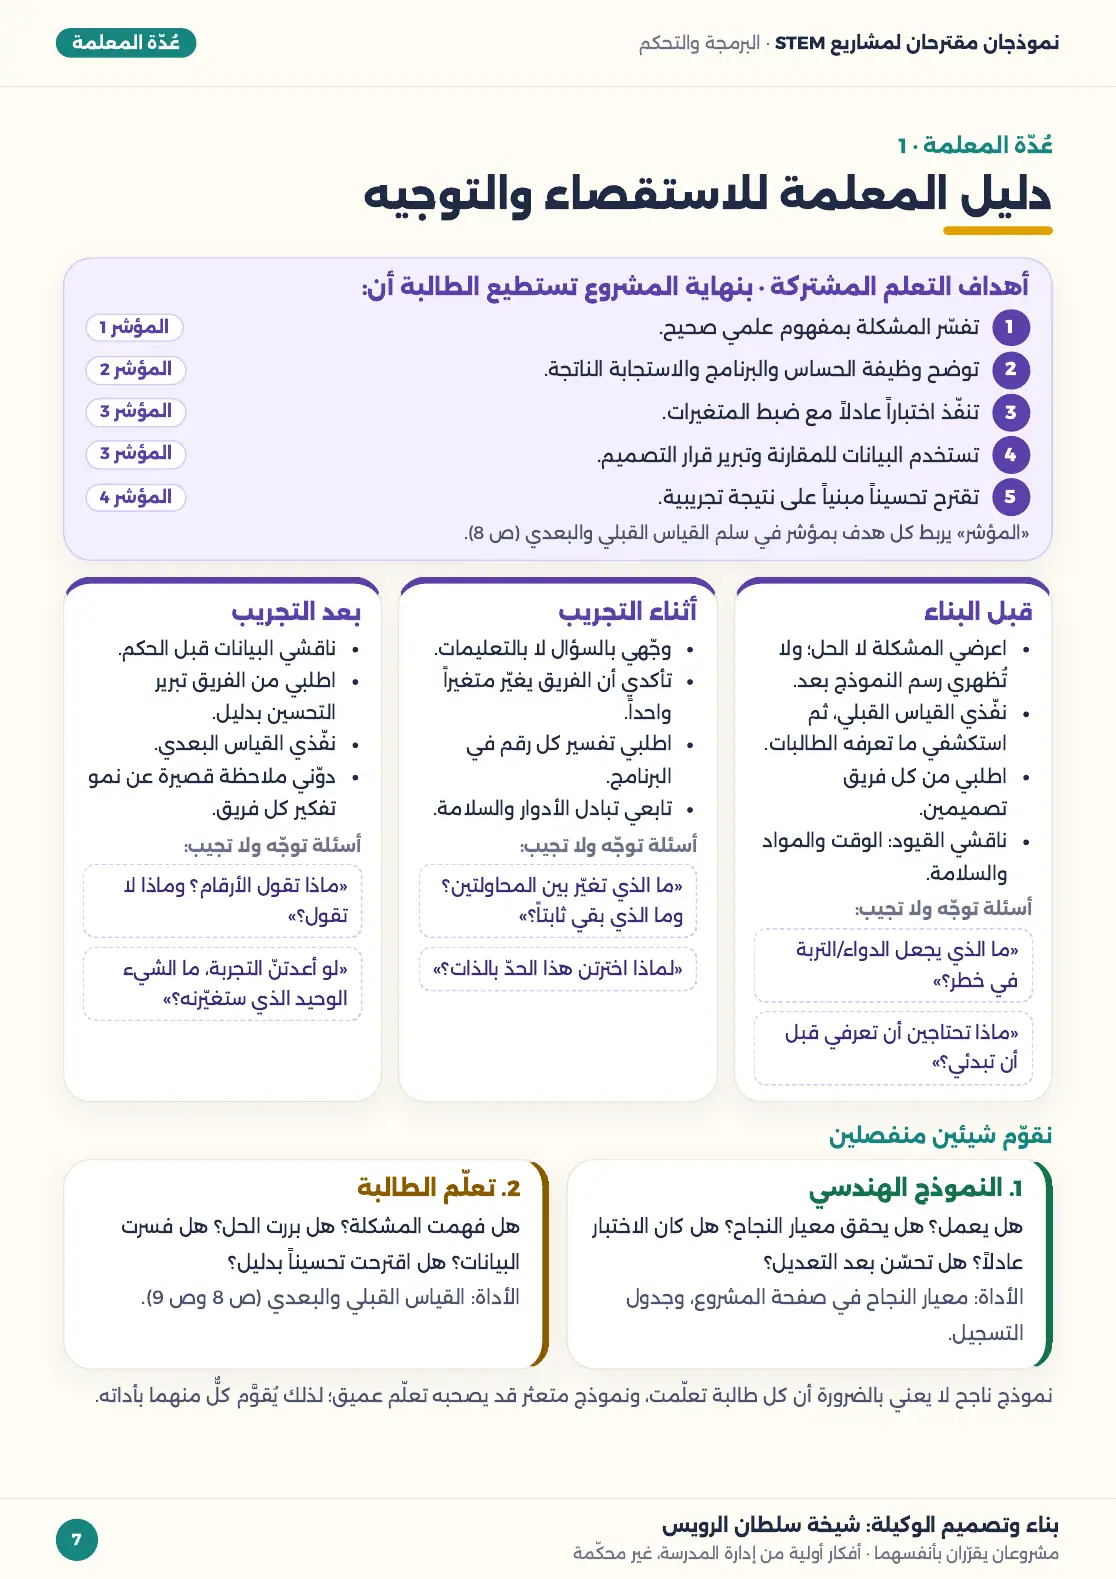 نموذجان مقترحان لمشاريع STEM · البرمجة والتحكم
عُدّة المعلمة
عُدّة المعلمة · 1
دليل المعلمة للاستقصاء والتوجيه
أهداف التعلم المشتركة · بنهاية المشروع تستطيع الطالبة أن:
1 تفسّر المشكلة بمفهوم علمي صحيح. المؤشر 1
2 توضح وظيفة الحساس والبرنامج والاستجابة الناتجة. المؤشر 2
3 تنفّذ اختباراً عادلاً مع ضبط المتغيرات. المؤشر 3
4 تستخدم البيانات للمقارنة وتبرير قرار التصميم. المؤشر 3
5 تقترح تحسيناً مبنياً على نتيجة تجريبية. المؤشر 4
«المؤشر» يربط كل هدف بمؤشر في سلم القياس القبلي والبعدي (ص 8).
قبل البناء
• اعرضي المشكلة لا الحل؛ ولا
تُظهري رسم النموذج بعد.
• نفّذي القياس القبلي، ثم
استكشفي ما تعرفه الطالبات.
• اطلبي من كل فريق
تصميمين.
• ناقشي القيود: الوقت والمواد
والسلامة.
أسئلة توجّه ولا تجيب:
«ما الذي يجعل الدواء/التربة
في خطر؟»
«ماذا تحتاجين أن تعرفي قبل
أن تبدئي؟»
أثناء التجريب
• وجّهي بالسؤال لا بالتعليمات.
• تأكدي أن الفريق يغيّر متغيراً
واحداً.
• اطلبي تفسير كل رقم في
البرنامج.
• تابعي تبادل الأدوار والسلامة.
أسئلة توجّه ولا تجيب:
«ما الذي تغيّر بين المحاولتين؟
وما الذي بقي ثابتاً؟»
«لماذا اخترتن هذا الحدّ بالذات؟»
بعد التجريب
• ناقشي البيانات قبل الحكم.
• اطلبي من الفريق تبرير
التحسين بدليل.
• نفّذي القياس البعدي.
• دوّني ملاحظة قصيرة عن نمو
تفكير كل فريق.
أسئلة توجّه ولا تجيب:
«ماذا تقول الأرقام؟ وماذا لا
تقول؟»
«لو أعدتنّ التجربة، ما الشيء
الوحيد الذي ستغيّرنه؟»
نقوّم شيئين منفصلين
1. النموذج الهندسي
هل يعمل؟ هل يحقق معيار النجاح؟ هل كان الاختبار
عادلاً؟ هل تحسّن بعد التعديل؟
الأداة: معيار النجاح في صفحة المشروع، وجدول
التسجيل.
2. تعلّم الطالبة
هل فهمت المشكلة؟ هل بررت الحل؟ هل فسرت
البيانات؟ هل اقترحت تحسيناً بدليل؟
الأداة: القياس القبلي والبعدي (ص 8 وص 9).
نموذج ناجح لا يعني بالضرورة أن كل طالبة تعلّمت، ونموذج متعثر قد يصحبه تعلّم عميق؛ لذلك يُقوَّم كلٌّ منهما بأداته.
بناء وتصميم الوكيلة: شيخة سلطان الرويس
مشروعان يقرّران بأنفسهما · أفكار أولية من إدارة المدرسة، غير محكّمة
7